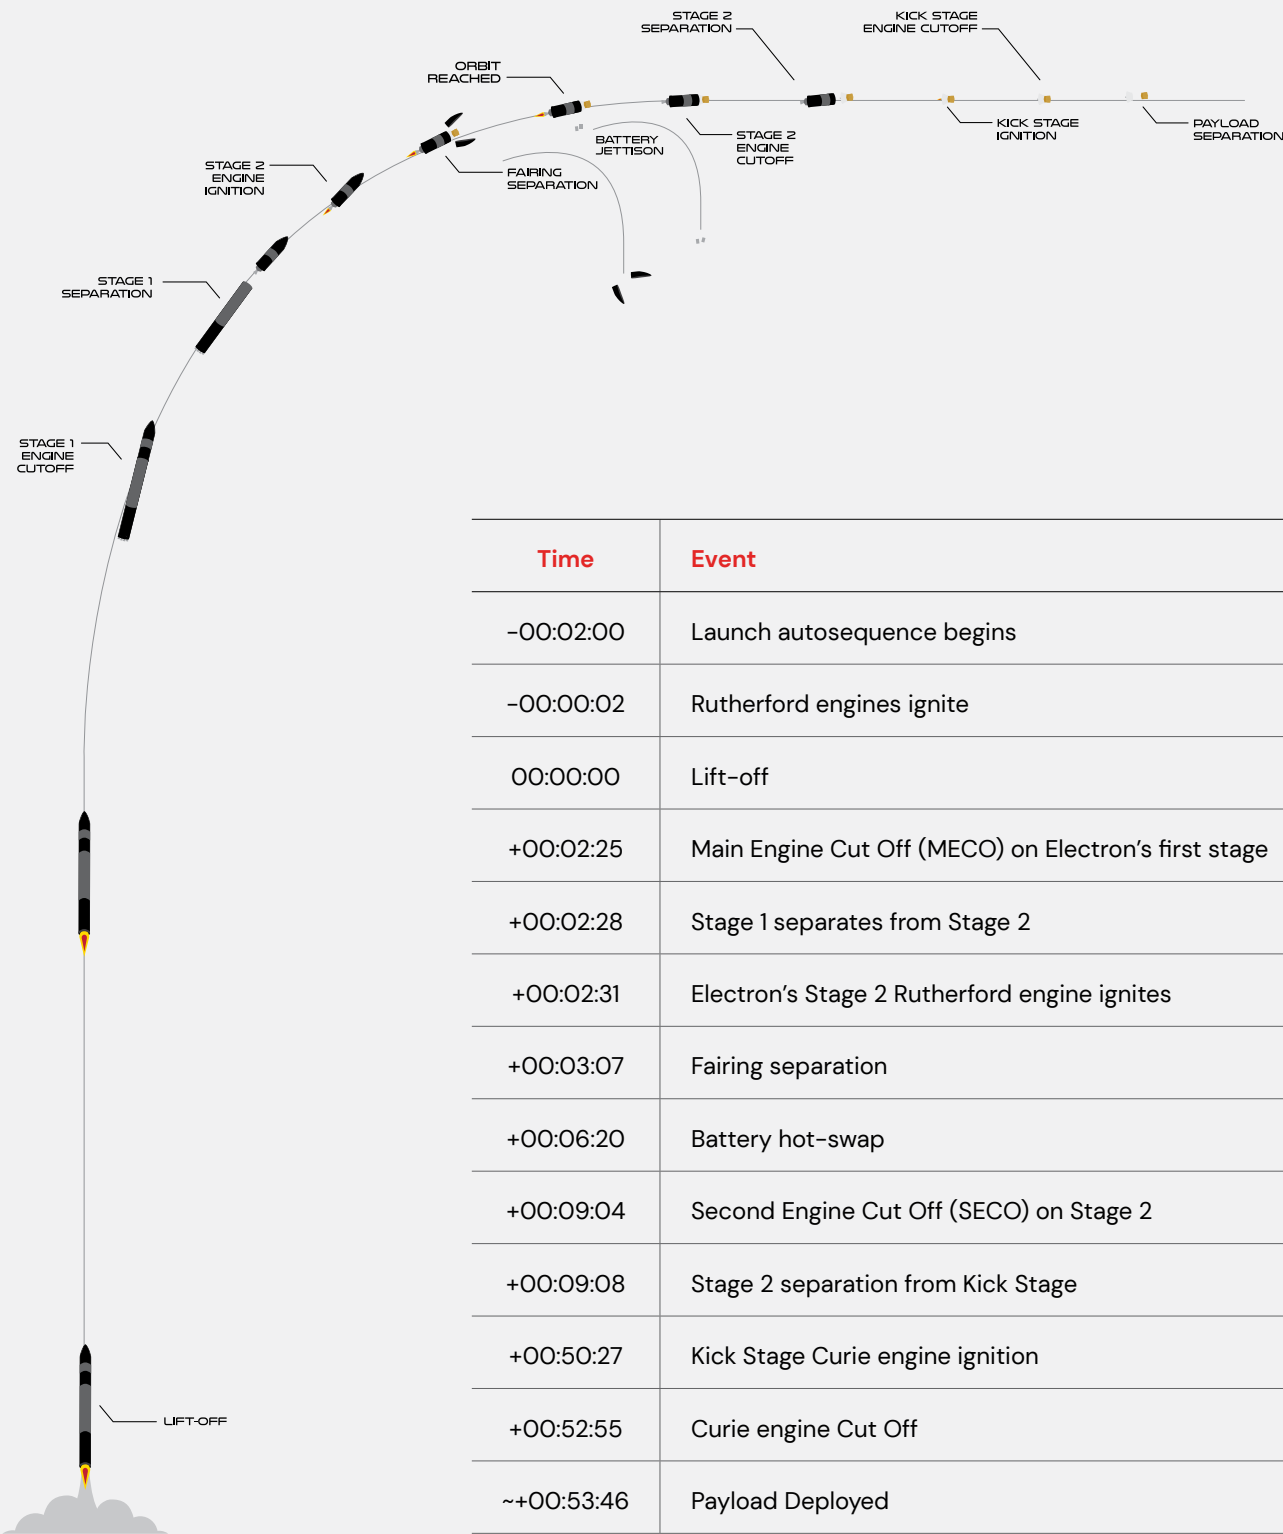 STAGE 2
SEPARATION
KICK STAGE
ENGINE CUTOFF
ORBIT
REACHED
KICK STAGE
IGNITION
PAYLOAD
SEPARATION
STAGE 2
ENGINE
CUTOFF
BATTERY
JETTISON
FAIRING
SEPARATION
STAGE 2
ENGINE
IGNITION
STAGE 1
SEPARATION
STAGE 1
ENGINE
CUTOFF
LIFT-OFF
Time Event
-00:02:00 Launch autosequence begins
-00:00:02 Rutherford engines ignite
00:00:00 Lift-off
+00:02:25 Main Engine Cut Off (MECO) on Electron's first stage
+00:02:28 Stage 1 separates from Stage 2
+00:02:31 Electron's Stage 2 Rutherford engine ignites
+00:03:07 Fairing separation
+00:06:20 Battery hot-swap
+00:09:04 Second Engine Cut Off (SECO) on Stage 2
+00:09:08 Stage 2 separation from Kick Stage
+00:50:27 Kick Stage Curie engine ignition
+00:52:55 Curie engine Cut Off
~+00:53:46 Payload Deployed